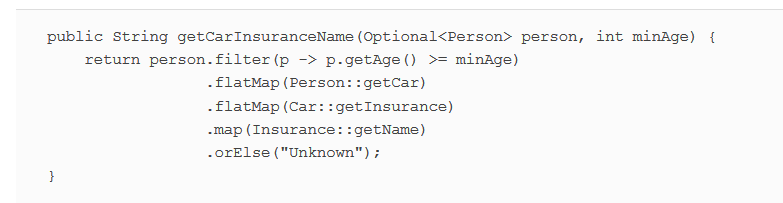 public String getCarInsuranceName(Optional<Person> person, int minAge) {
    return person.filter(p -> p.getAge() >= minAge)
                 .flatMap(Person::getCar)
                 .flatMap(Car::getInsurance)
                 .map(Insurance::getName)
                 .orElse("Unknown");
}